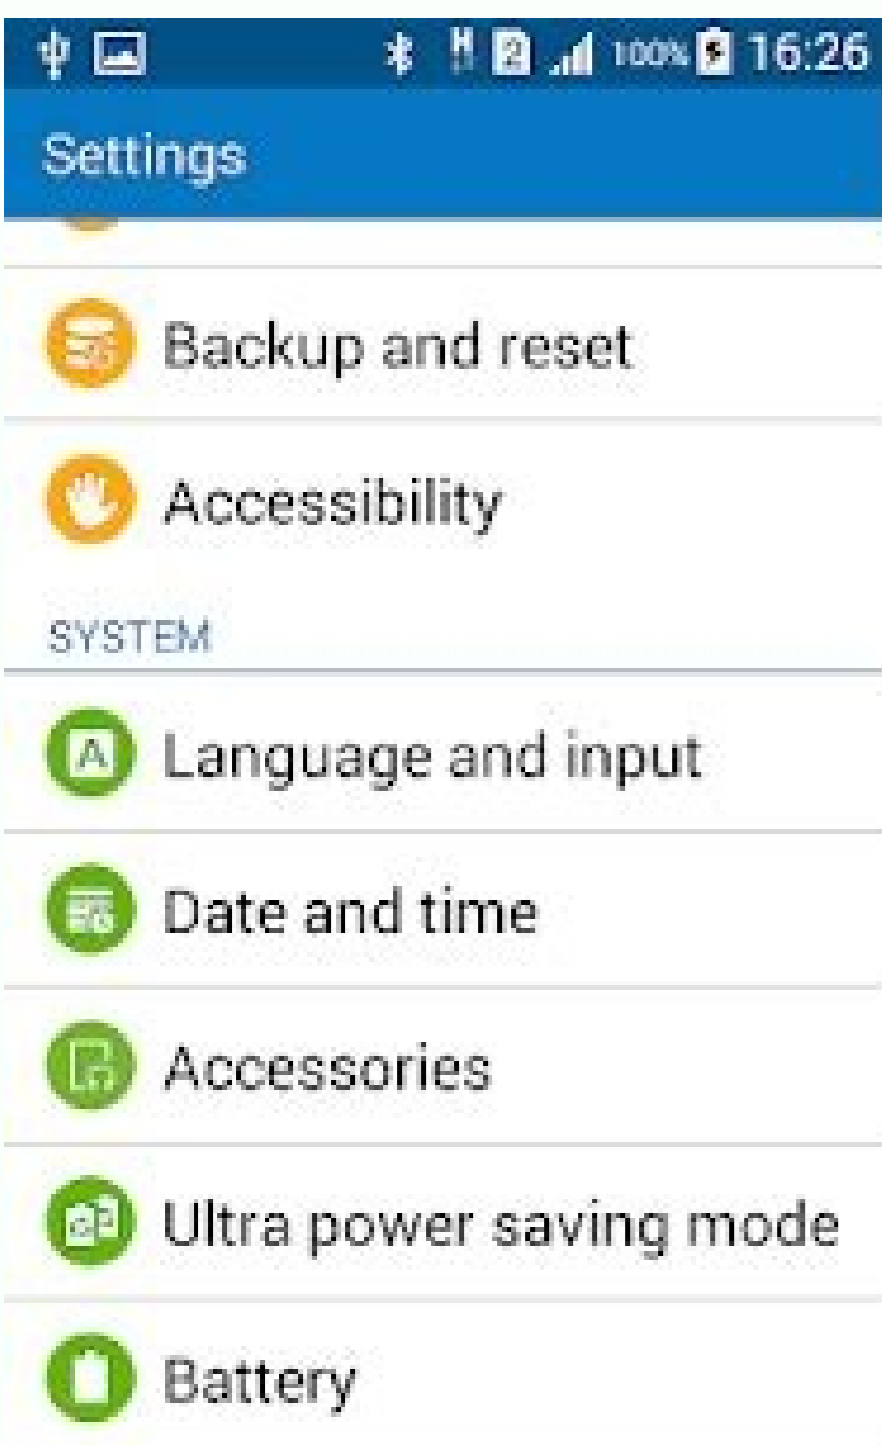 2 100% 16:26
Settings
Backup and reset
Accessibility
SYSTEM
A Language and input
Date and time
Accessories
Ultra power saving mode
Battery